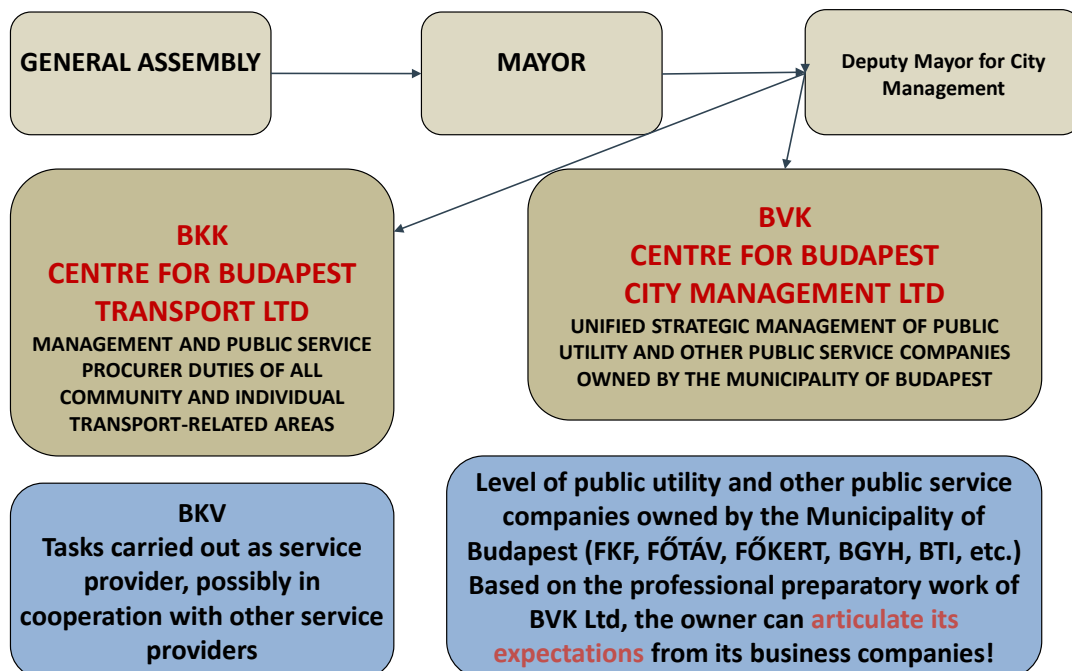 GENERAL ASSEMBLY
MAYOR
Deputy Mayor for City
Management
BKK
CENTRE FOR BUDAPEST
TRANSPORT LTD
MANAGEMENT AND PUBLIC SERVICE
PROCURER DUTIES OF ALL
COMMUNITY AND INDIVIDUAL
TRANSPORT-RELATED AREAS
BVK
CENTRE FOR BUDAPEST
CITY MANAGEMENT LTD
UNIFIED STRATEGIC MANAGEMENT OF PUBLIC
UTILITY AND OTHER PUBLIC SERVICE COMPANIES
OWNED BY THE MUNICIPALITY OF BUDAPEST
BKV
Tasks carried out as service
provider, possibly in
cooperation with other service
providers
Level of public utility and other public service
companies owned by the Municipality of
Budapest (FKF, FŐTÁV, FŐKERT, BGYH, BTI, etc.)
Based on the professional preparatory work of
BVK Ltd, the owner can articulate its
expectations from its business companies!